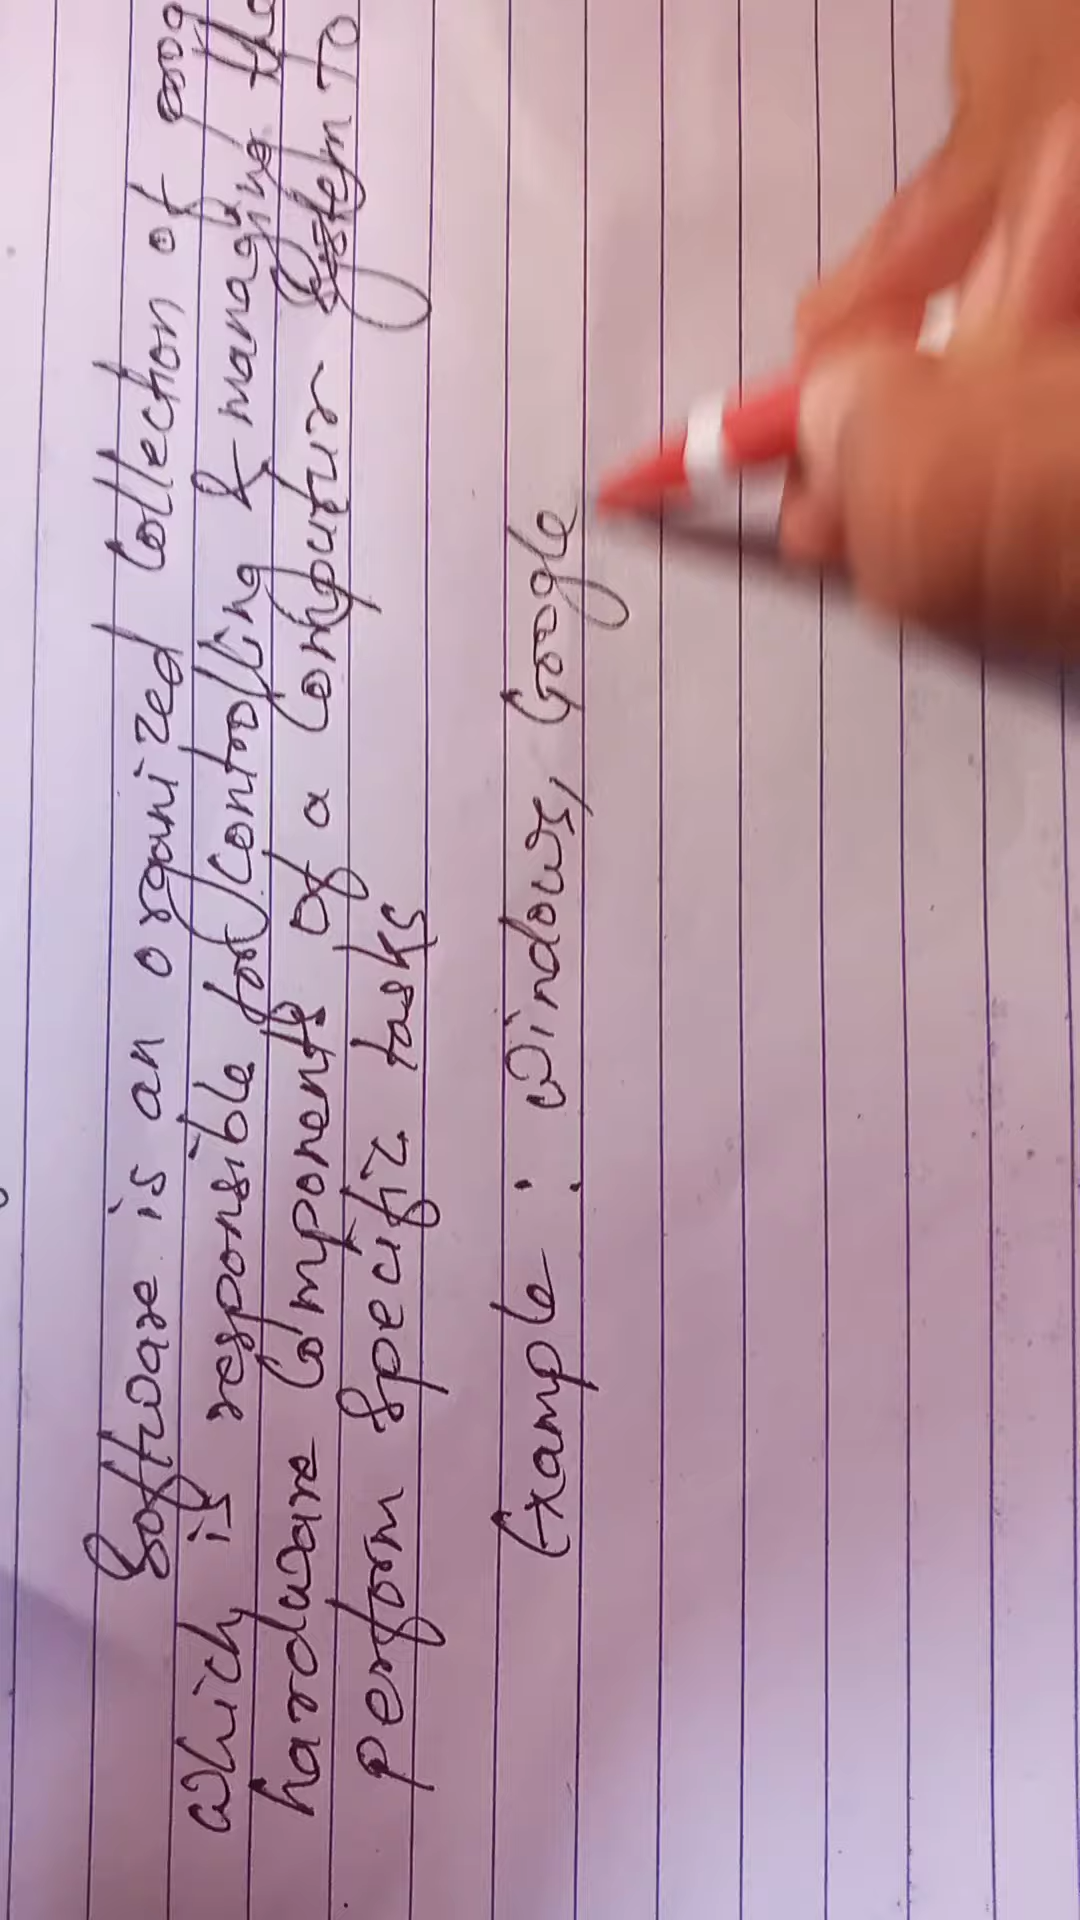 Software is an organized collection of prog
which is responsible for controlling & managing the
hardware components of a computer system to
perform specific tasks
Example : Windows, Google